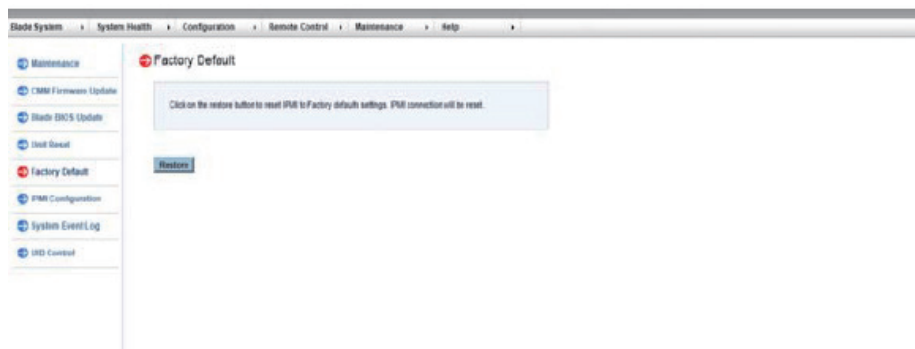 Blade System System Health Configuration Remote Control Maintenance Help
Maintenance
CMM Firmware Update
Blade BIOS Update
Unit Reset
Factory Default
IPMI Configuration
System Event Log
UID Control
Factory Default
Click on the restore button to reset IPMI to Factory defaults settings. IPMI connection will be reset.
Restore